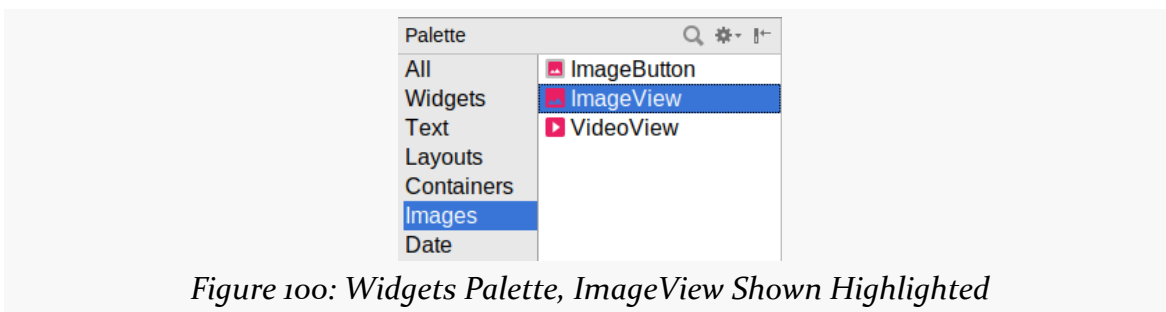 Palette
All
Widgets
Text
Layouts
Containers
Images
Date
ImageButton
ImageView
VideoView
Figure 100: Widgets Palette, ImageView Shown Highlighted